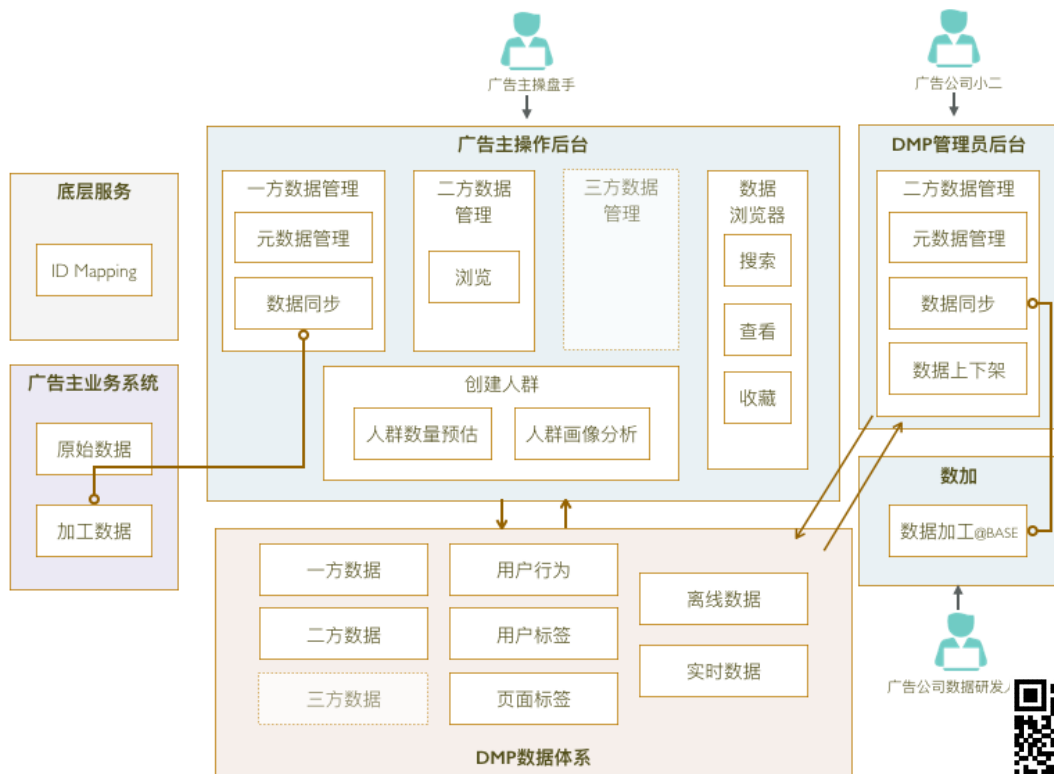 广告主操盘手
广告公司小二
底层服务
ID Mapping
广告主业务系统
原始数据
加工数据
广告主操作后台
一方数据管理
元数据管理
数据同步
二方数据
管理
浏览
三方数据
管理
数据
浏览器
搜索
查看
收藏
创建人群
人群数量预估
人群画像分析
DMP管理员后台
二方数据管理
元数据管理
数据同步
数据上下架
数加
数据加工@BASE
广告公司数据研发
一方数据
二方数据
三方数据
用户行为
用户标签
页面标签
离线数据
实时数据
DMP数据体系